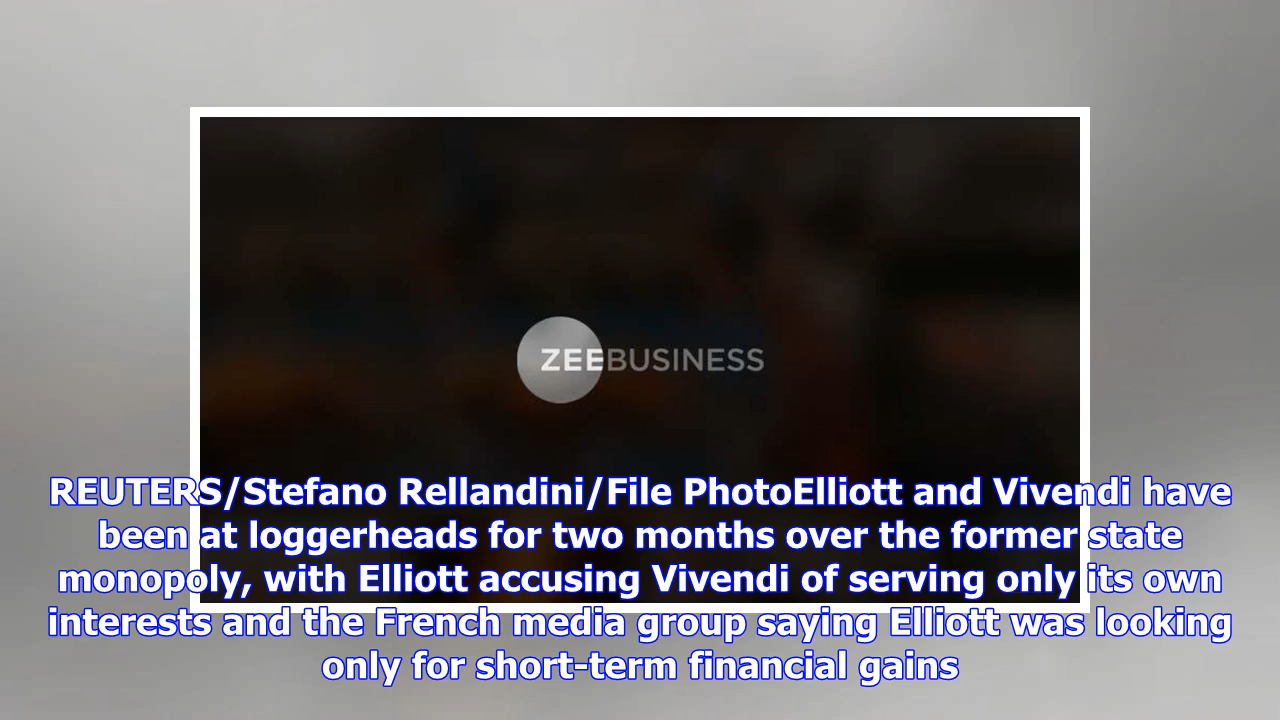 ZEEBUSINESS
REUTERS/Stefano Rellandini/File PhotoElliott and Vivendi have
been at loggerheads for two months over the former state
monopoly, with Elliott accusing Vivendi of serving only its own
interests and the French media group saying Elliott was looking
only for short-term financial gains